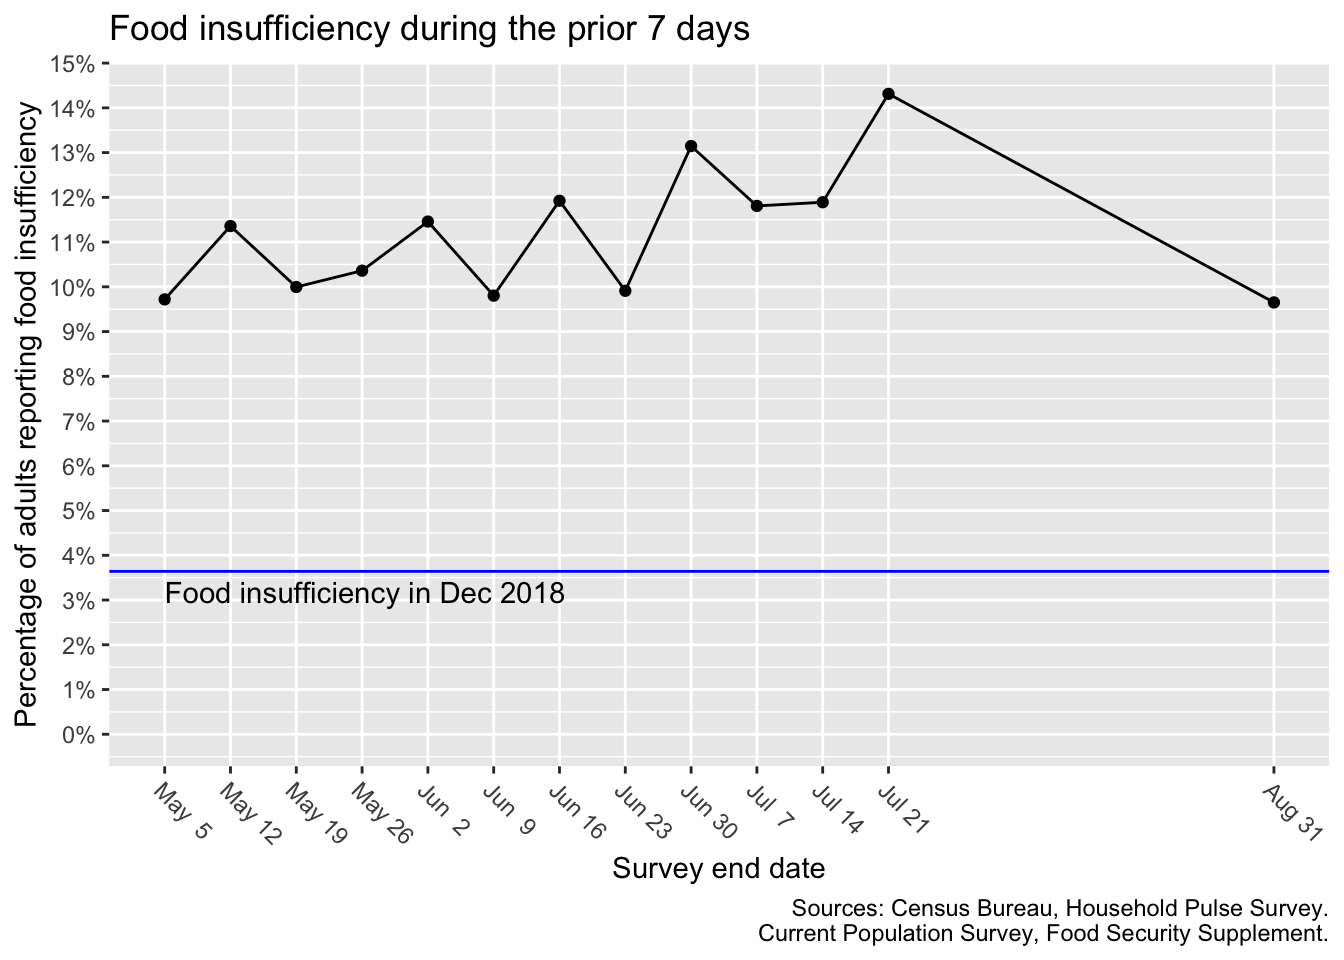 Food insufficiency during the prior 7 days
Percentage of adults reporting food insufficiency
15%
14%
13%
12%
11%
10%
9%
8%
7%
6%
5%
4%
3%
2%
1%
0%
Food insufficiency in Dec 2018
May 5
May 12
May 19
May 26
Jun 2
Jun 9
Jun 16
Jun 23
Jun 30
Jul 7
Jul 14
Jul 21
Aug 31
Survey end date
Sources: Census Bureau, Household Pulse Survey.
Current Population Survey, Food Security Supplement.